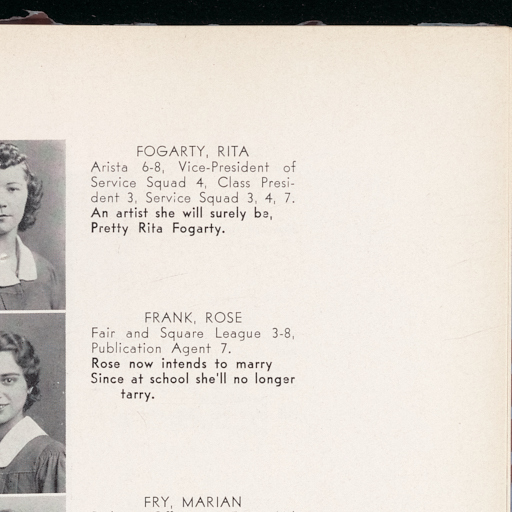 FOGARTY, RITA
Arista 6-8, Vice-President of
Service Squad 4, Class Presi-
dent 3, Service Squad 3, 4, 7.
An artist she will surely be,
Pretty Rita Fogarty.
FRANK, ROSE
Fair and Square League 3-8,
Publication Agent 7.
Rose now intends to marry
Since at school she'll no longer
tarry.
FRY, MARIAN